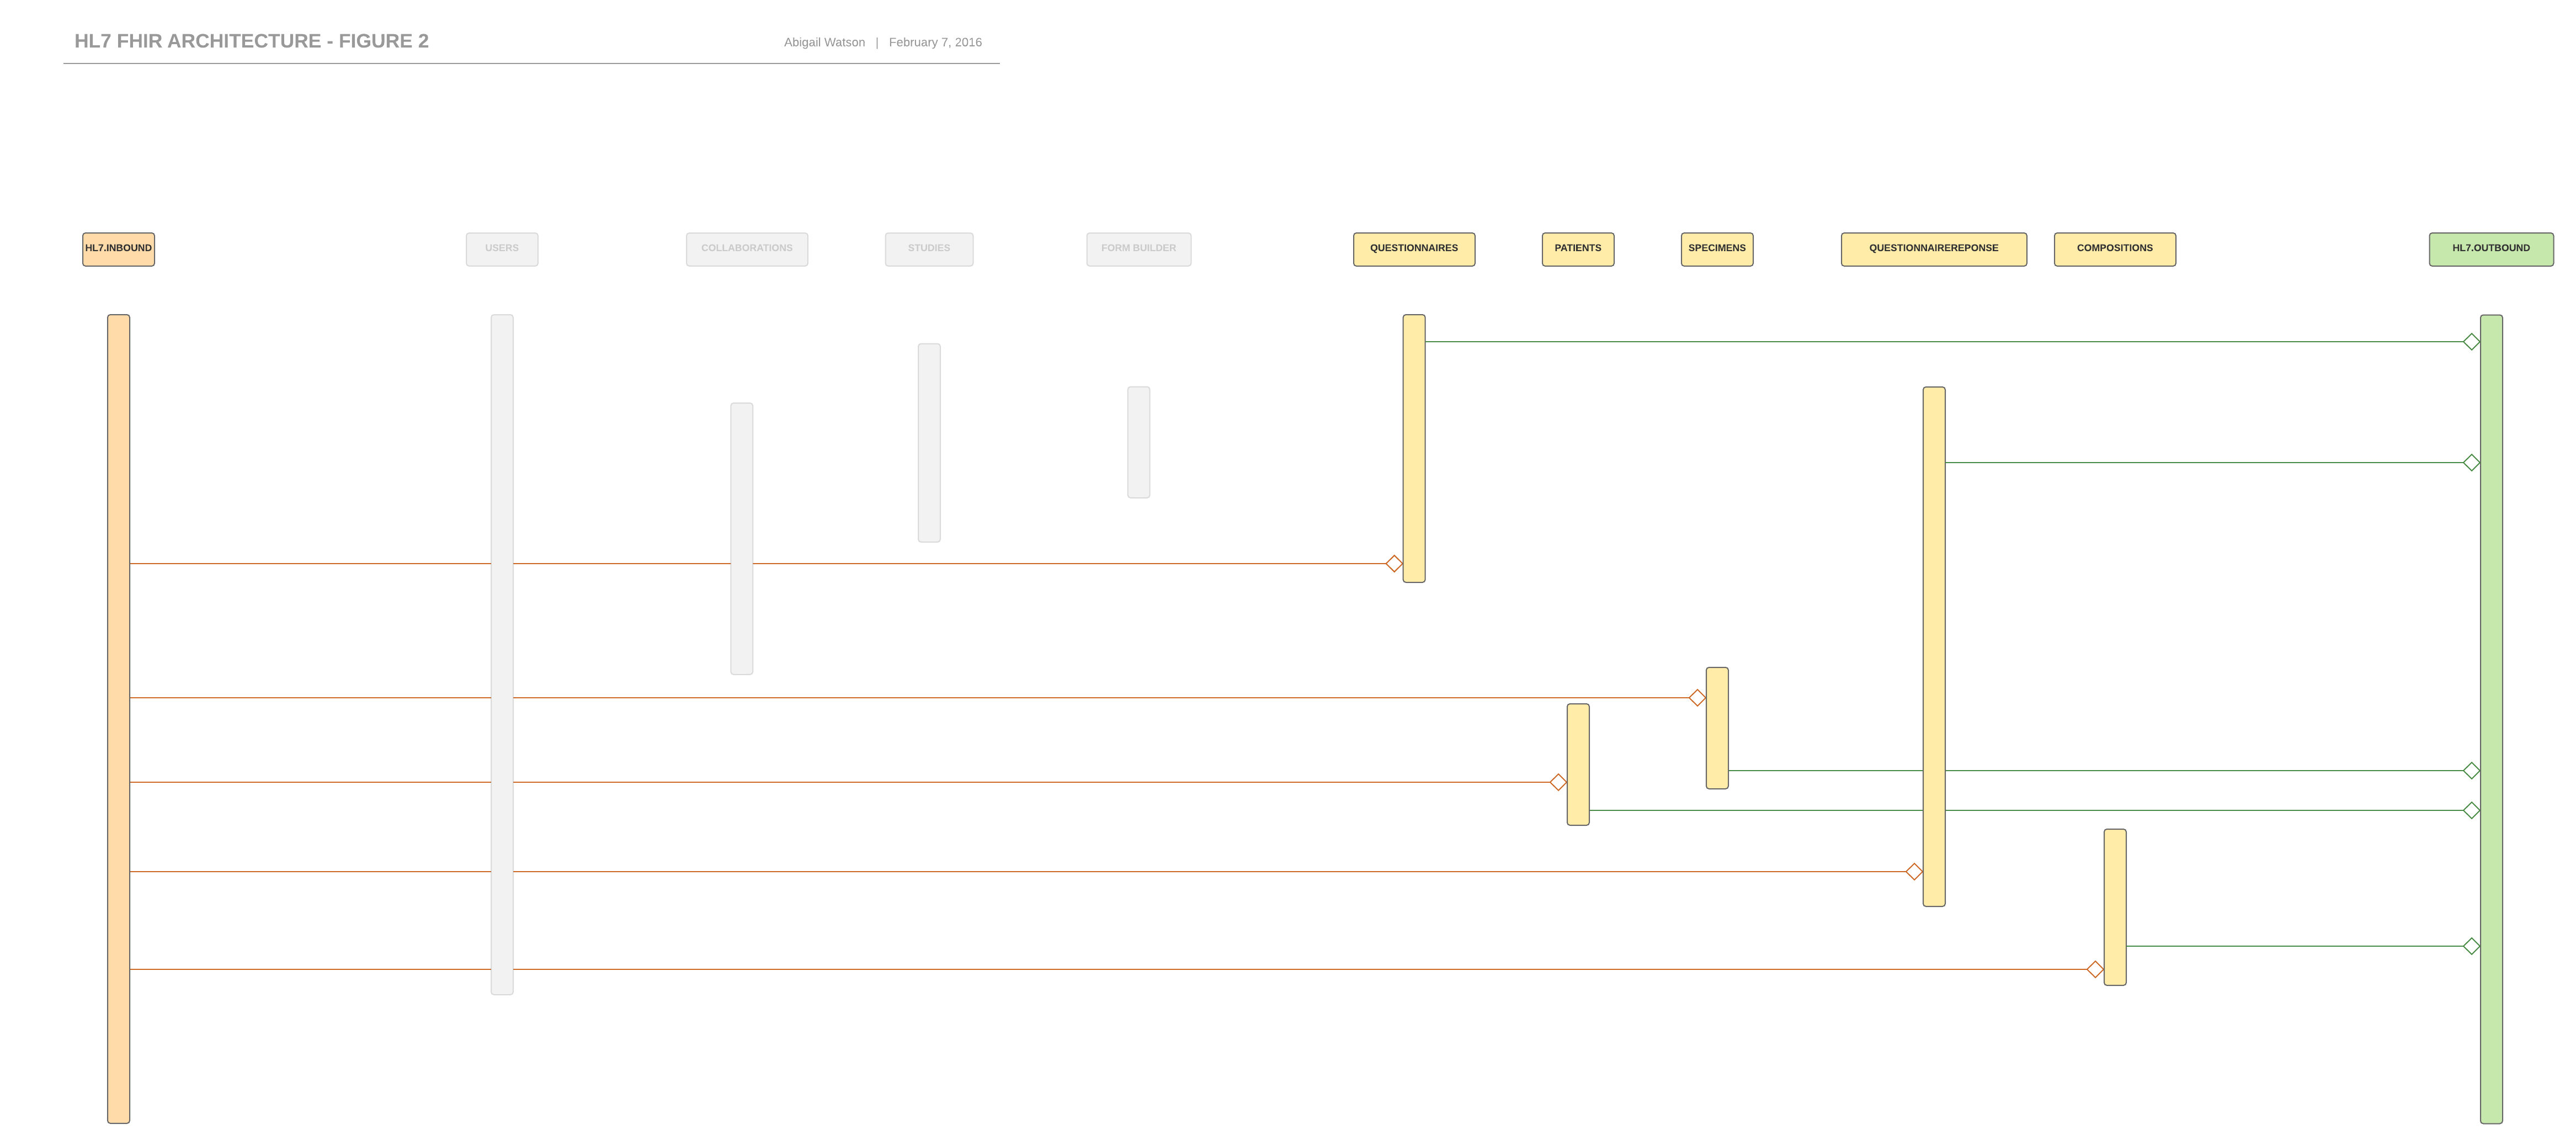 HL7 FHIR ARCHITECTURE - FIGURE 2
Abigail Watson | February 7, 2016
HL7.INBOUND
USERS
COLLABORATIONS
STUDIES
FORM BUILDER
QUESTIONNAIRES
PATIENTS
SPECIMENS
QUESTIONNAIREREPONSE
COMPOSITIONS
HL7.OUTBOUND